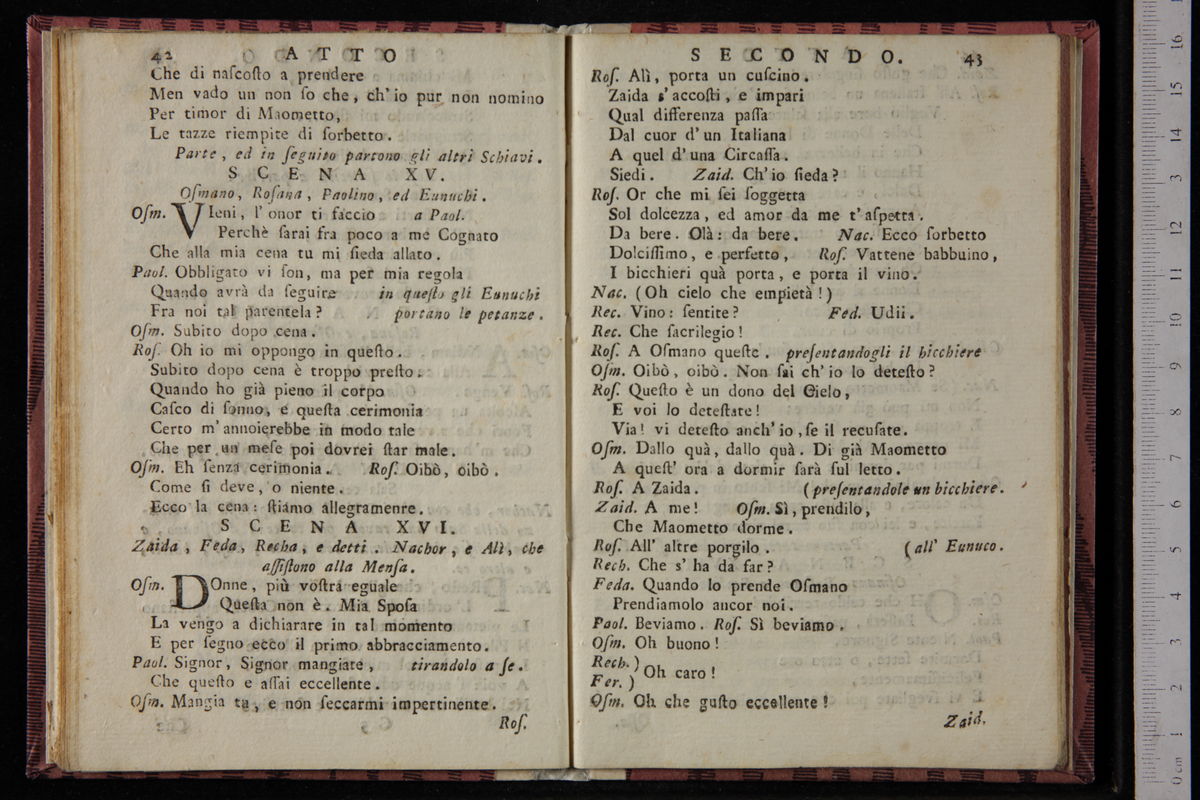 42 A T T O
Che di naſcoſto a prendere
Men vado un non ſo che, ch' io pur non nomino
Per timor di Maometto,
Le tazze riempite di ſorbetto.
Parte, ed in ſeguito partono gli altri Schiavi.
S C E N A XV.
Oſmano, Roſana, Paolino, ed Eunuchi.
Oſm. VIeni, l' onor ti faccio a Paol.
Perchè ſarai fra poco a me Cognato
Che alla mia cena tu mi ſieda allato.
Paol. Obbligato vi ſon, ma per mia regola
Quando avrà da ſeguire in queſto gli Eunuchi
Fra noi tal parentela? portano le petanze.
Oſm. Subito dopo cena.
Roſ. Oh io mi oppongo in queſto.
Subito dopo cena è troppo preſto:
Quando ho già pieno il corpo
Caſco di ſonno, e queſta cerimonia
Certo m' annoierebbe in modo tale
Che per un meſe poi dovrei ſtar male.
Oſm. Eh ſenza cerimonia. Roſ. Oibò, oibò.
Come ſi deve, o niente.
Ecco la cena: ſtiamo allegramenre.
S C E N A XVI.
Zaida, Feda, Recha, e detti. Nachor, e Alì, che
aſſiſtono alla Menſa.
Oſm. DOnne, più voſtra eguale
Queſta non è. Mia Spoſa
La vengo a dichiarare in tal momento
E per ſegno ecco il primo abbracciamento.
Paol. Signor, Signor mangiate, tirandolo a ſe.
Che queſto e aſſai eccellente.
Oſm. Mangia tu, e non ſeccarmi impertinente.
Roſ.
S E C O N D O. 43
Roſ. Alì, porta un cuſcino.
Zaida s' accoſti, e impari
Qual differenza paſſa
Dal cuor d' un Italiana
A quel d' una Circaſſa.
Siedi. Zaid. Ch' io ſieda?
Roſ. Or che mi ſei ſoggetta
Sol dolcezza, ed amor da me t' aſpetta.
Da bere. Olà: da bere. Nac. Ecco ſorbetto
Dolciſſimo, e perfetto, Roſ. Vattene babbuino,
I bicchieri quà porta, e porta il vino.
Nac. (Oh cielo che empietà!)
Rec. Vino: ſentite? Fed. Udii.
Rec. Che ſacrilegio!
Roſ. A Oſmano queſte. preſentandogli il bicchiere
Oſm. Oibò, oibò. Non ſai ch' io lo deteſto?
Roſ. Queſto è un dono del Cielo,
E voi lo deteſtate!
Via! vi deteſto anch' io, ſe il recuſate.
Oſm. Dallo quà, dallo quà. Di già Maometto
A queſt' ora a dormir ſarà ſul letto.
Roſ. A Zaida. (preſentandole un bicchiere.
Zaid. A me! Oſm. Sì, prendilo,
Che Maometto dorme.
Roſ. All' altre porgilo. (all' Eunuco.
Rech. Che s' ha da far?
Feda. Quando lo prende Oſmano
Prendiamolo ancor noi.
Paol. Beviamo. Roſ. Sì beviamo.
Oſm. Oh buono!
Rech. )
Fer. ) Oh caro!
Oſm. Oh che guſto eccellente!
Zaid.